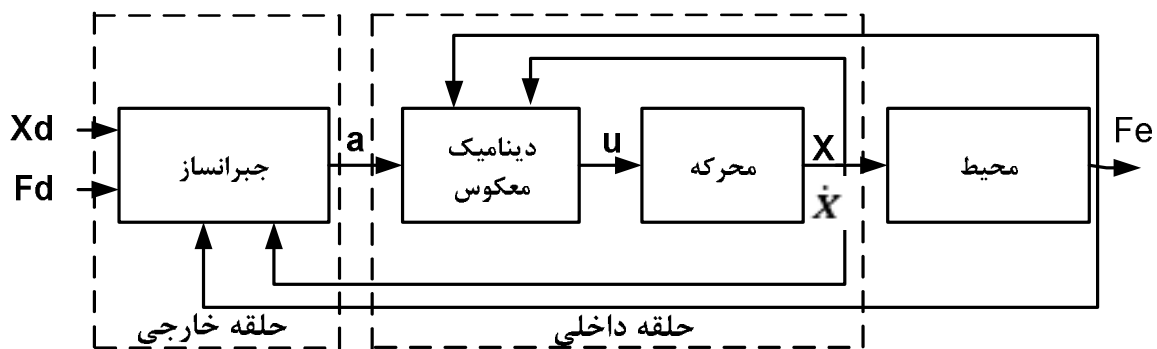 Xd
Fd
جبرانساز
a
دینامیک
معکوس
u
محرکه
X
Ẋ
محیط
Fe
حلقه خارجی
حلقه داخلی